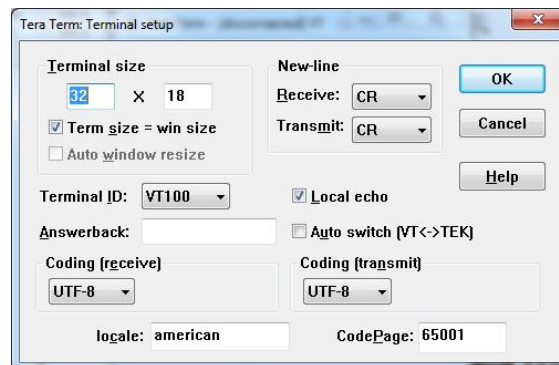 Tera Term: Terminal setup
Terminal size
32 X 18
Term size = win size
Auto window resize
New-line
Receive: CR
Transmit: CR
OK
Cancel
Help
Terminal ID: VT100
Local echo
Answerback:
Auto switch (VT<->TEK)
Coding (receive)
UTF-8
Coding (transmit)
UTF-8
locale: american
CodePage: 65001